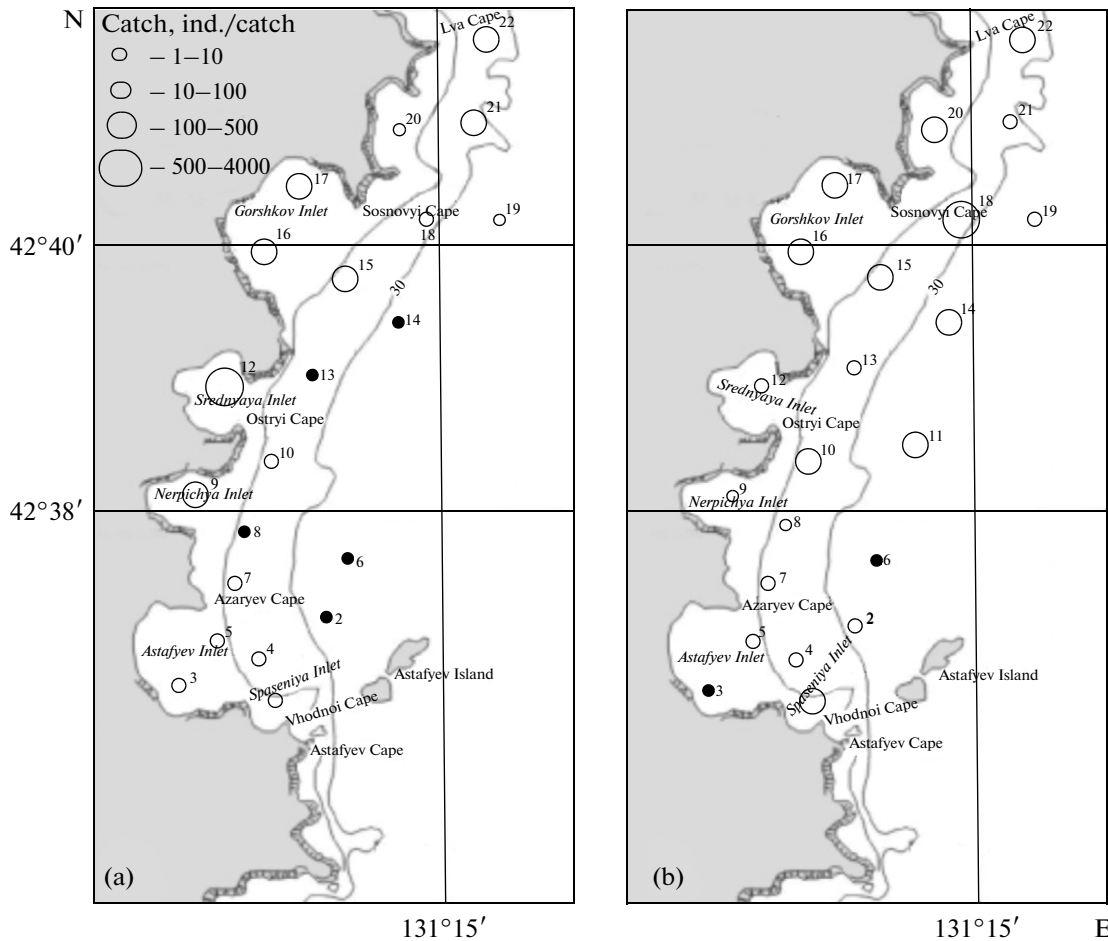 N
Catch, ind./catch
– 1–10
– 10–100
– 100–500
– 500–4000
Lva Cape
22
21
20
17
Gorshkov Inlet
Sosnovyi Cape
18
19
42°40′
16
15
30
14
13
12
Srednyaya Inlet
Ostryi Cape
10
9
Nerpichya Inlet
42°38′
8
6
7
Azaryev Cape
2
5
Astafyev Inlet
4
3
Spaseniya Inlet
Astafyev Island
Vhodnoi Cape
Astafyev Cape
(a)
131°15′
Lva Cape
22
21
20
17
Gorshkov Inlet
Sosnovyi Cape
18
19
16
15
30
14
13
12
Srednyaya Inlet
Ostryi Cape
11
10
9
Nerpichya Inlet
8
6
7
Azaryev Cape
2
5
Astafyev Inlet
4
3
Spaseniya Inlet
Astafyev Island
Vhodnoi Cape
Astafyev Cape
(b)
131°15′
E